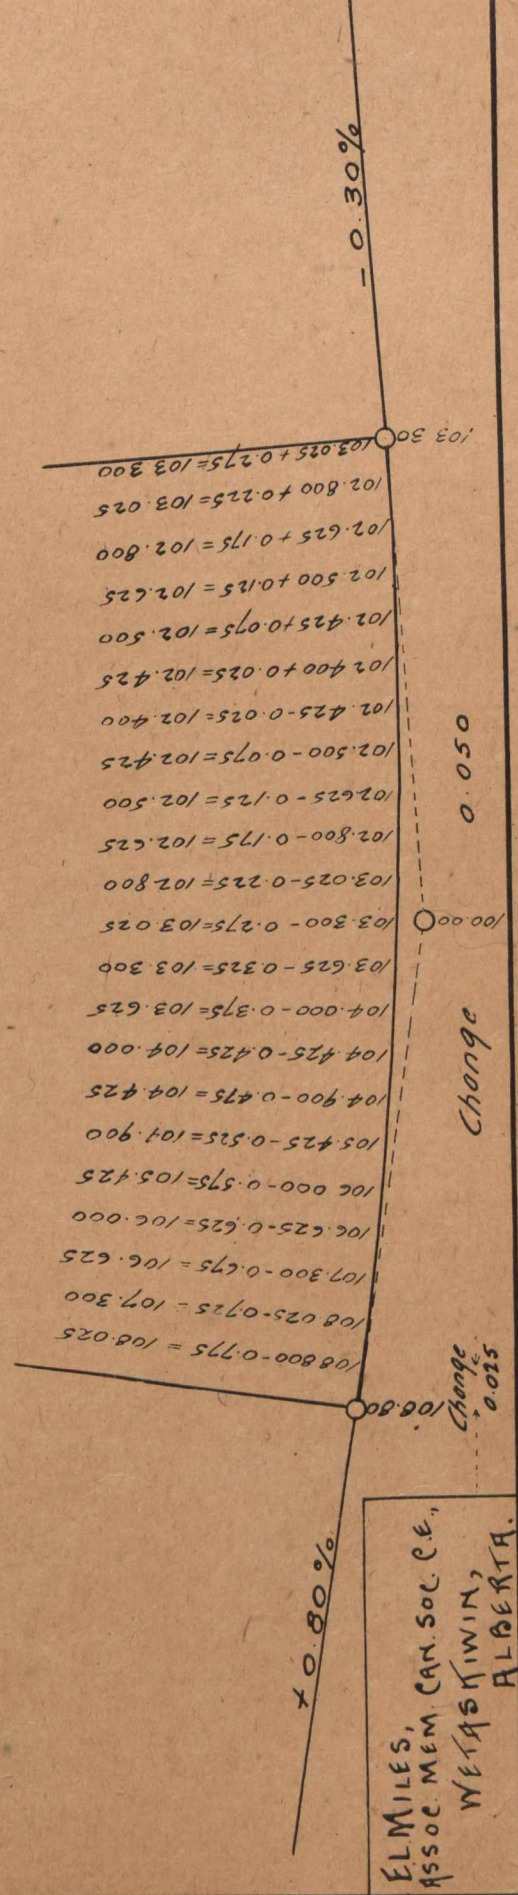 - 0.30%
103.30
103.025 + 0.275 = 103.300
102.800 + 0.225 = 103.025
102.625 + 0.175 = 102.800
102.500 + 0.125 = 102.625
102.425 + 0.075 = 102.500
102.400 + 0.025 = 102.425
102.425 - 0.025 = 102.400
102.500 - 0.075 = 102.425
102.625 - 0.125 = 102.500
102.800 - 0.175 = 102.625
103.025 - 0.225 = 102.800
103.300 - 0.275 = 103.025
103.625 - 0.325 = 103.300
104.000 - 0.375 = 103.625
104.425 - 0.425 = 104.000
104.900 - 0.475 = 104.425
105.425 - 0.525 = 104.900
106.000 - 0.575 = 105.425
106.625 - 0.625 = 106.000
107.300 - 0.675 = 106.625
108.025 - 0.725 = 107.300
108.800 - 0.775 = 108.025
100.00
Change 0.050
108.80
Change
0.025
+ 0.80%
E.L. MILES,
ASSOC. MEM. CAN. SOC. C.E.,
WETASKIWIN,
ALBERTA.